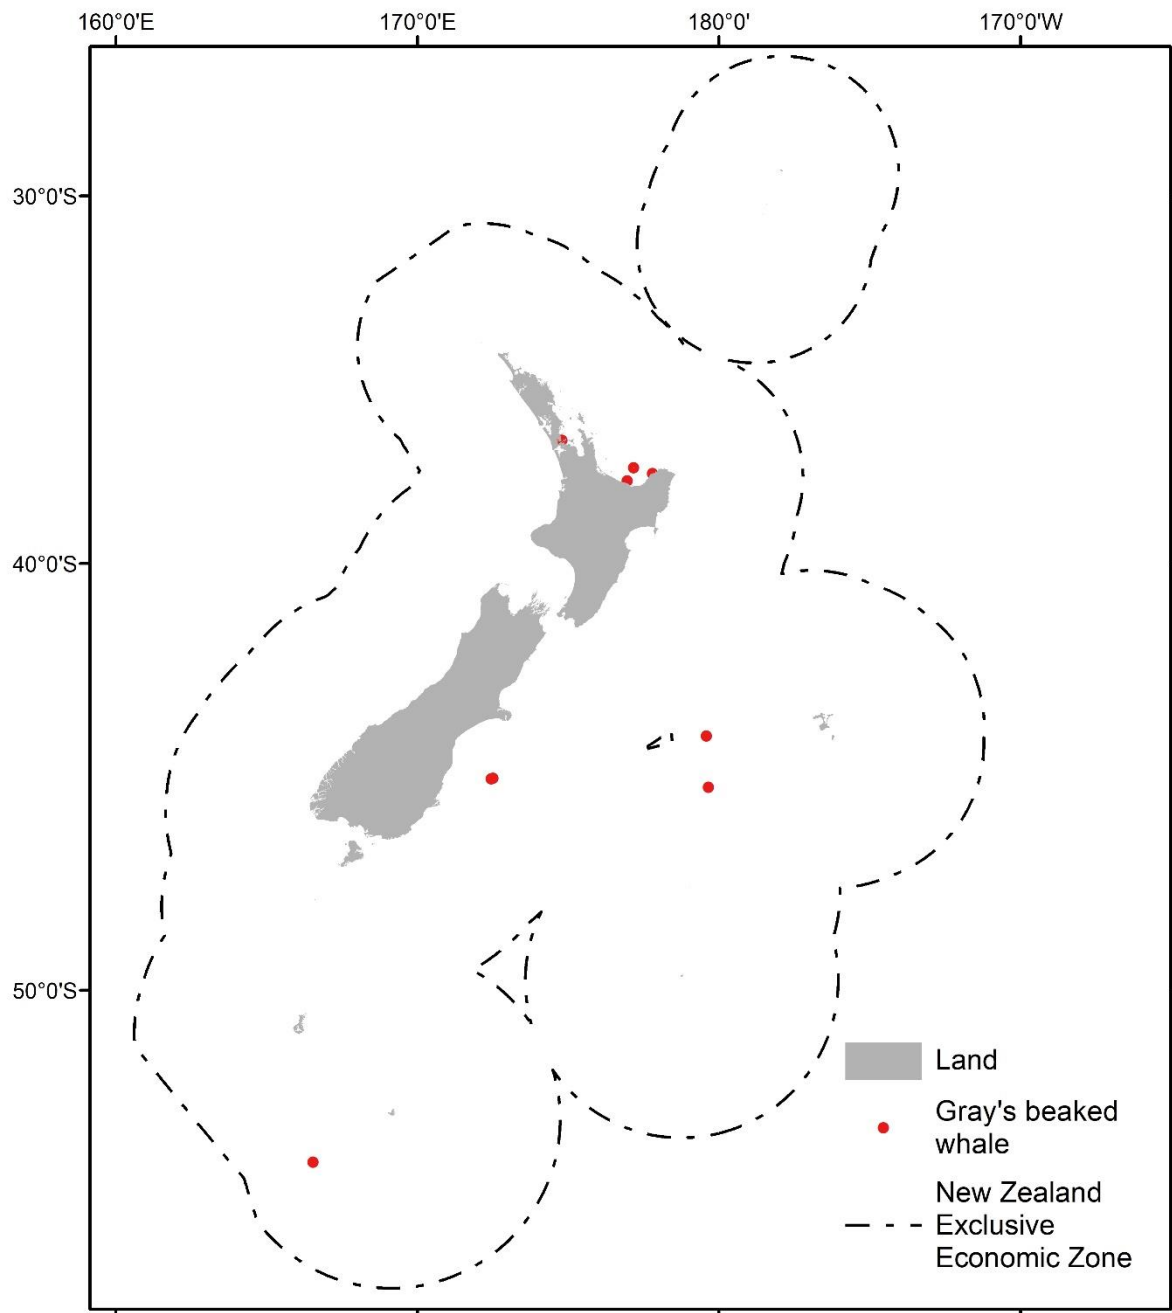 160°0'E
170°0'E
180°0'
170°0'W
30°0'S
40°0'S
50°0'S
Land
Gray's beaked
whale
New Zealand
Exclusive
Economic Zone